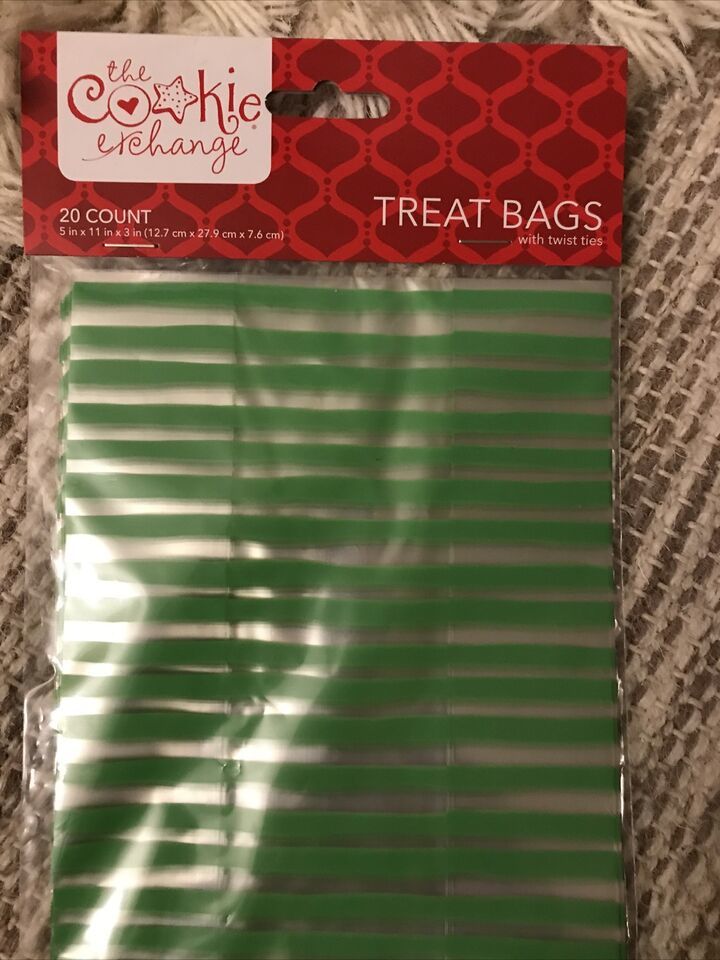 the
Cookie
exchange®
20 COUNT
5 in x 11 in x 3 in (12.7 cm x 27.9 cm x 7.6 cm)
TREAT BAGS
with twist ties